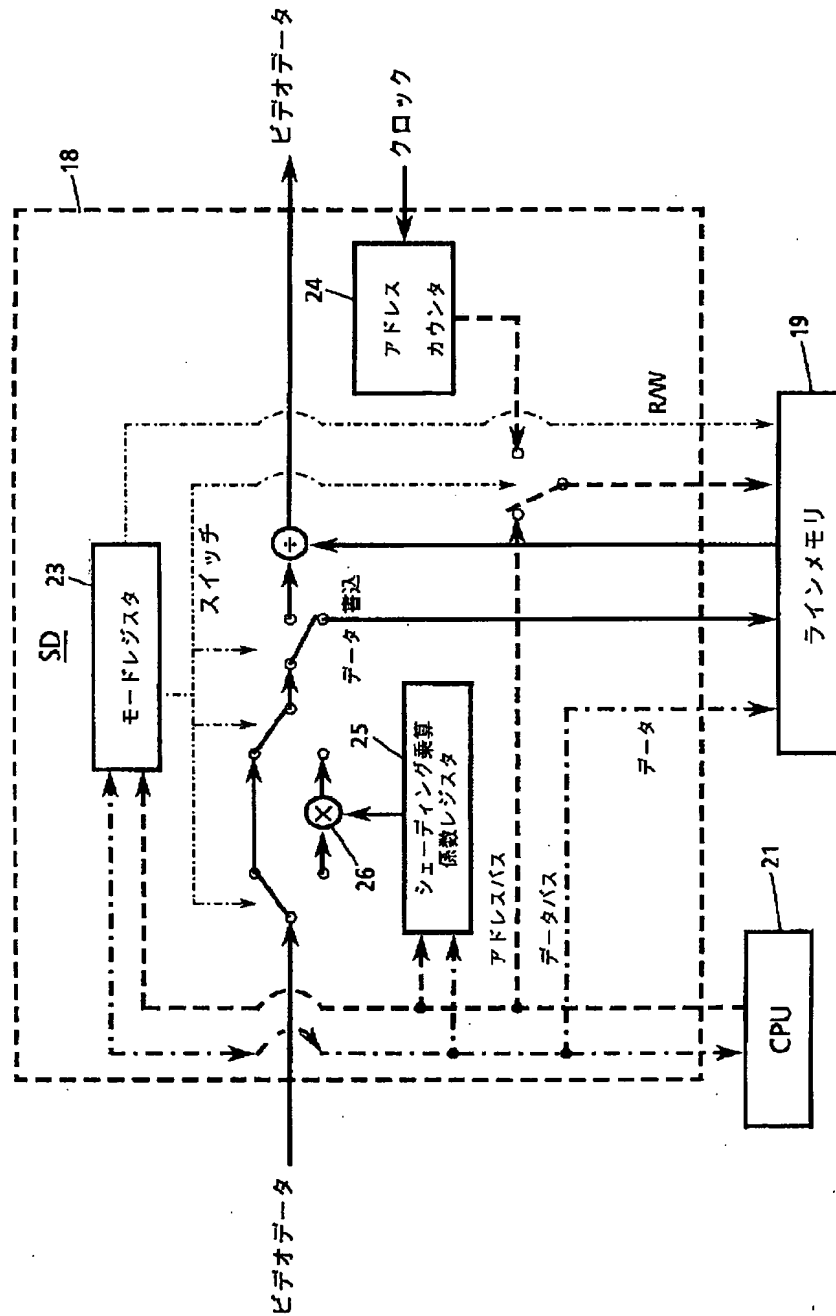 ビデオデータ
18
ビデオデータ
クロック
SD
23
モードレジスタ
スイッチ
24
アドレス
カウンタ
÷
×
26
データ 書込
25
シェーディング乗算
係数レジスタ
アドレスバス
データバス
データ
R/W
21
CPU
19
ラインメモリ